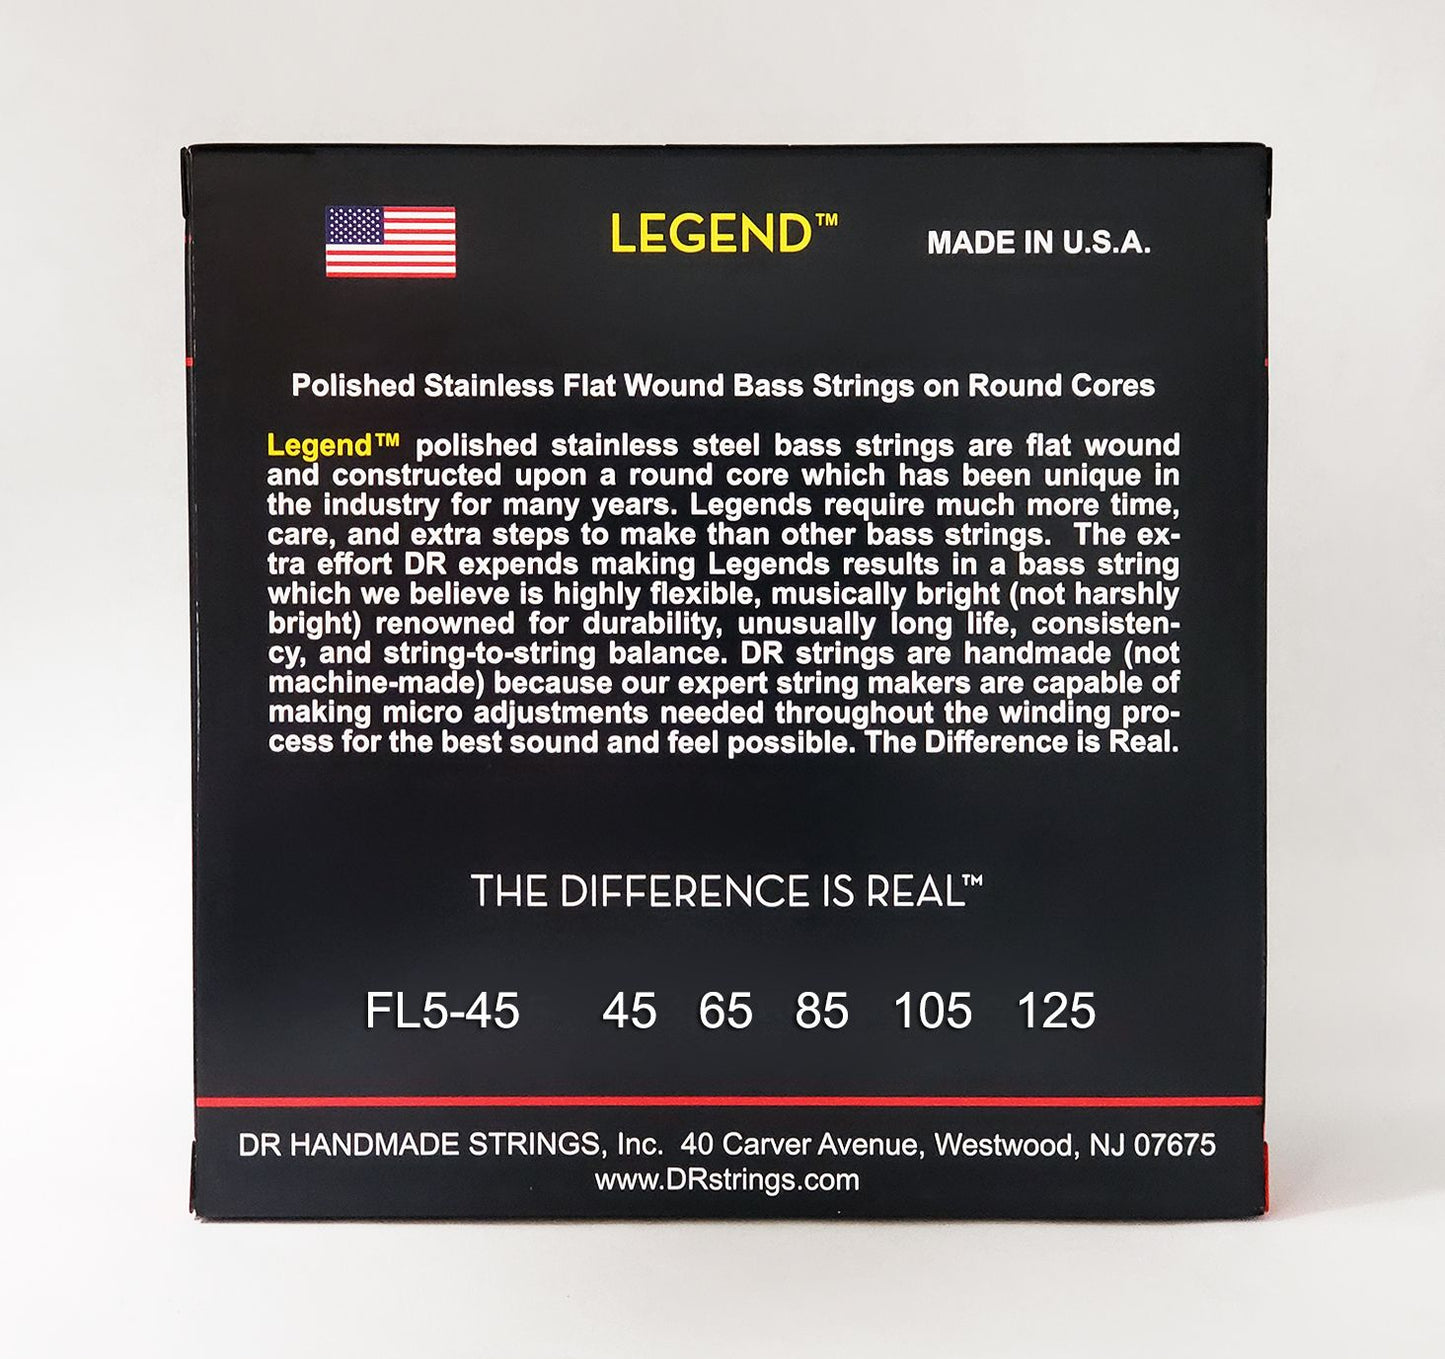 LEGEND™ MADE IN U.S.A.
Polished Stainless Flat Wound Bass Strings on Round Cores
Legend™ polished stainless steel bass strings are flat wound
and constructed upon a round core which has been unique in
the industry for many years. Legends require much more time,
care, and extra steps to make than other bass strings.  The ex-
tra effort DR expends making Legends results in a bass string
which we believe is highly flexible, musically bright (not harshly
bright) renowned for durability, unusually long life, consisten-
cy, and string-to-string balance. DR strings are handmade (not
machine-made) because our expert string makers are capable of
making micro adjustments needed throughout the winding pro-
cess for the best sound and feel possible. The Difference is Real.
THE DIFFERENCE IS REAL™
FL5-45 45 65 85 105 125
DR HANDMADE STRINGS, Inc.  40 Carver Avenue, Westwood, NJ 07675
www.DRstrings.com